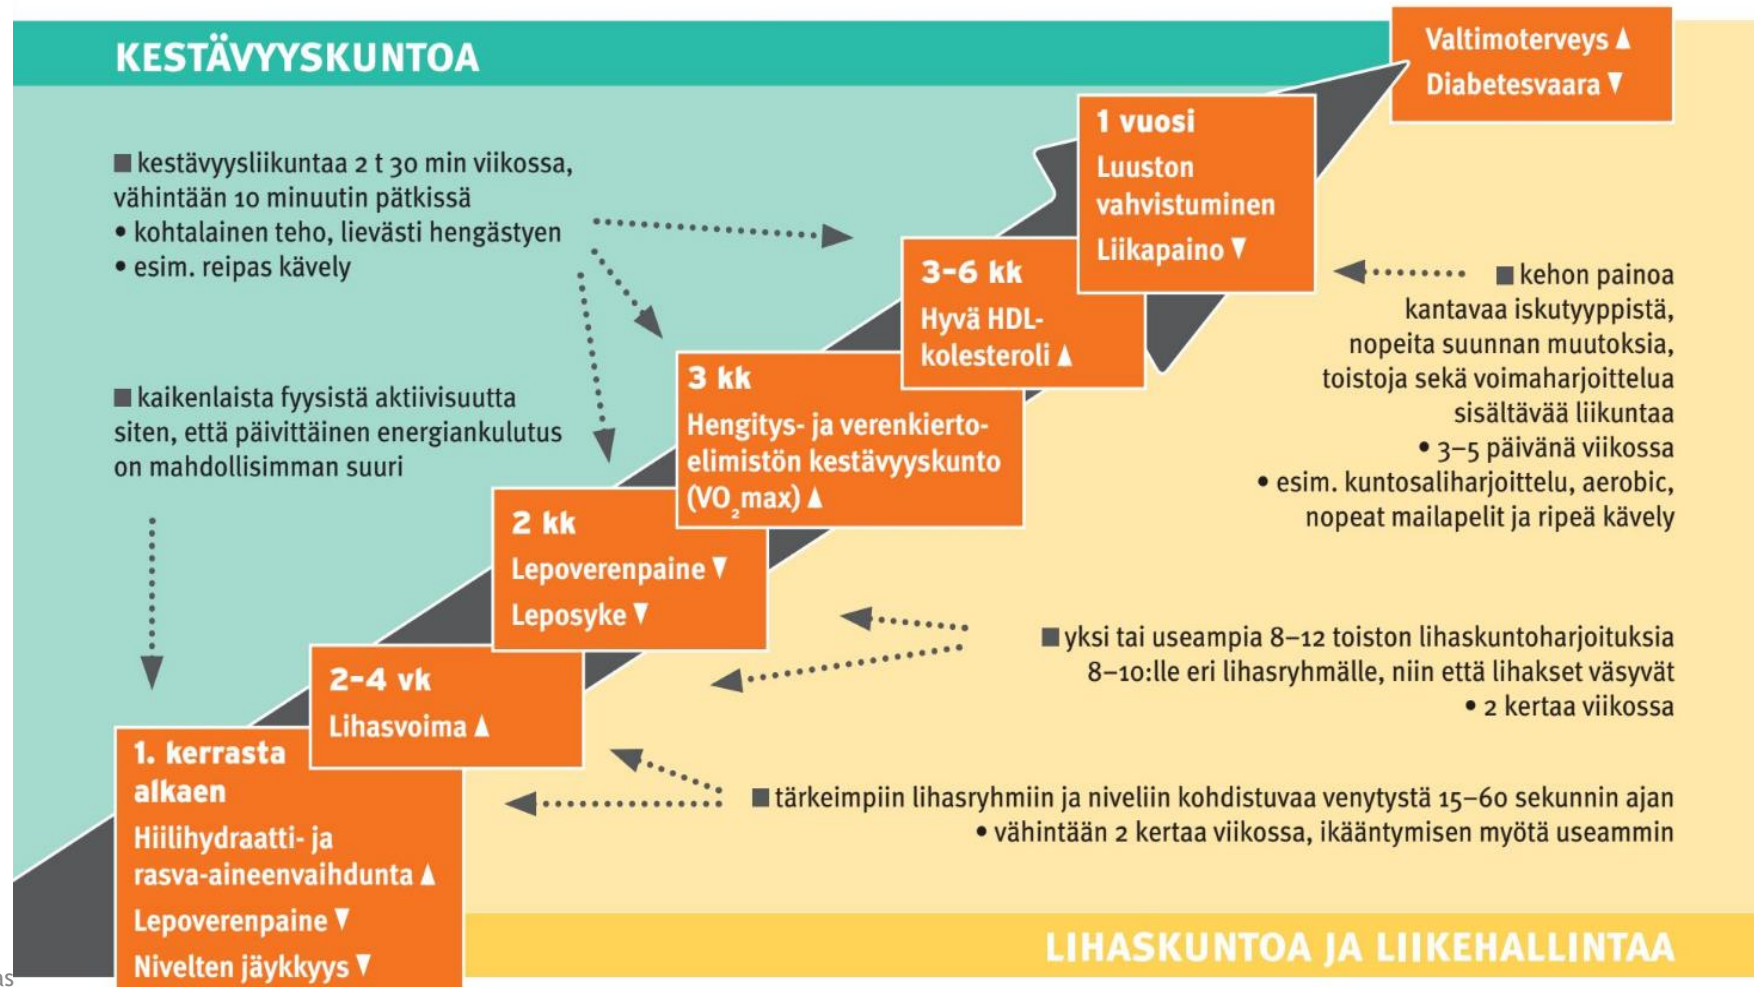 KESTÄVYYSKUNTOA
■ kestävyysliikuntaa 2 t 30 min viikossa,
vähintään 10 minuutin pätkissä
• kohtalainen teho, lievästi hengästyen
• esim. reipas kävely
■ kaikenlaista fyysistä aktiivisuutta
siten, että päivittäinen energiankulutus
on mahdollisimman suuri
Valtimoterveys ▲
Diabetesvaara ▼
1 vuosi
Luuston
vahvistuminen
Liikapaino ▼
3–6 kk
Hyvä HDL-
kolesteroli ▲
3 kk
Hengitys- ja verenkierto-
elimistön kestävyyskunto
(VO₂max) ▲
2 kk
Lepoverenpaine ▼
Leposyke ▼
2–4 vk
Lihasvoima ▲
1. kerrasta
alkaen
Hiilihydraatti- ja
rasva-aineenvaihdunta ▲
Lepoverenpaine ▼
Nivelten jäykkyys ▼
■ kehon painoa
kantavaa iskutyyppistä,
nopeita suunnan muutoksia,
toistoja sekä voimaharjoittelua
sisältävää liikuntaa
• 3–5 päivänä viikossa
• esim. kuntosaliharjoittelu, aerobic,
nopeat mailapelit ja ripeä kävely
■ yksi tai useampia 8–12 toiston lihaskuntoharjoituksia
8–10:lle eri lihasryhmälle, niin että lihakset väsyvät
• 2 kertaa viikossa
■ tärkeimpiin lihasryhmiin ja niveliin kohdistuvaa venytystä 15–60 sekunnin ajan
• vähintään 2 kertaa viikossa, ikääntymisen myötä useammin
LIHASKUNTOA JA LIIKEHALLINTAA